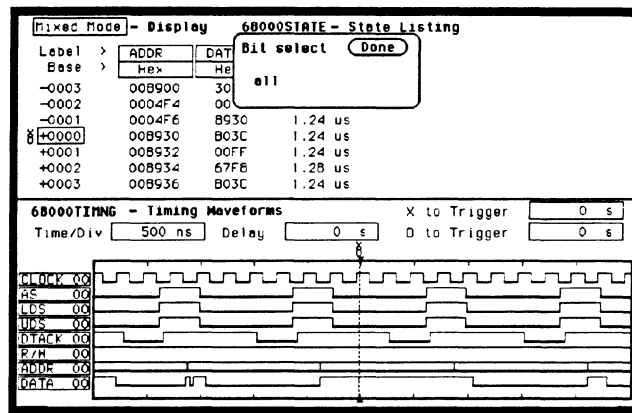 Mixed Mode - Display 68000STATE - State Listing
Label > ADDR DAT Bit select Done
Base > Hex He
all
-0003 008900 30
-0002 0004F4 00
-0001 0004F6 B930 1.24 us
+0000 008930 B03C 1.24 us
+0001 008932 00FF 1.24 us
+0002 008934 67F8 1.28 us
+0003 008936 B03C 1.24 us
68000TIMNG - Timing Waveforms X to Trigger 0 s
Time/Div 500 ns Delay 0 s O to Trigger 0 s
CLOCK 00
AS 00
LDS 00
UDS 00
DTACK 00
R/W 00
ADDR 00
DATA 00